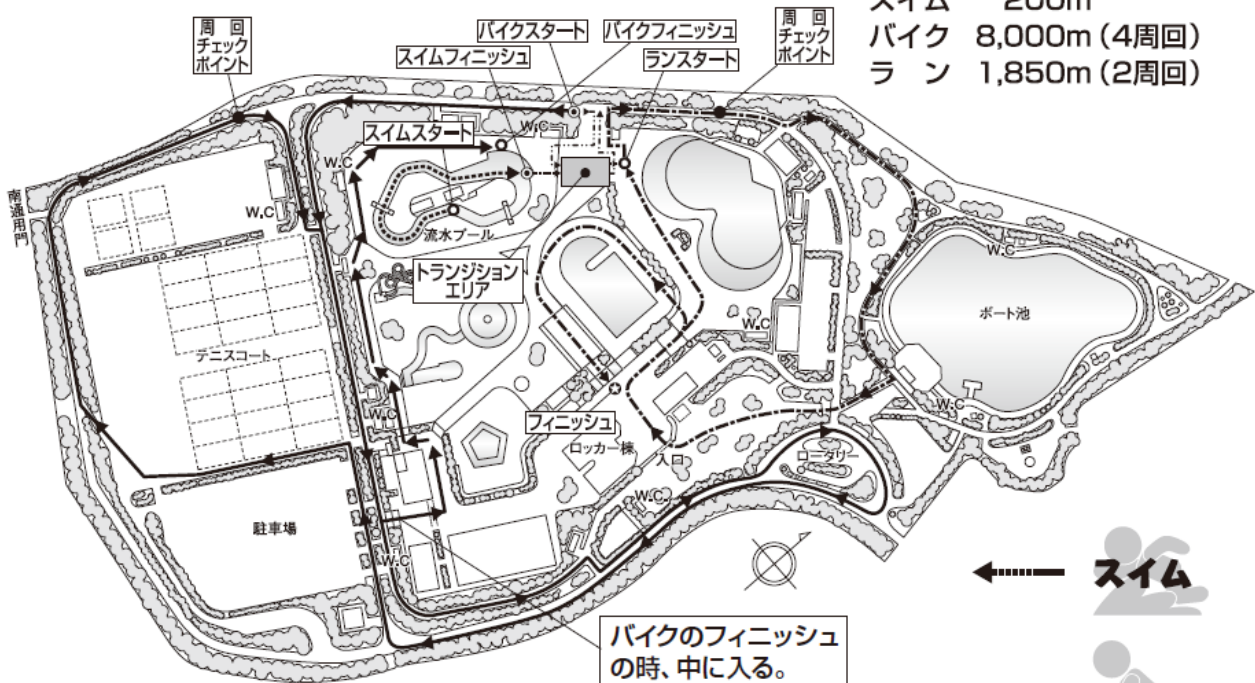 スイム 200m
バイク 8,000m (4周回)
ラン 1,850m (2周回)
周回
チェック
ポイント
バイクスタート
バイクフィニッシュ
スイムフィニッシュ
ランスタート
周回
チェック
ポイント
スイムスタート
W.C
W.C
W.C
南通用門
流水プール
トランジション
エリア
W.C
ボート池
テニスコート
W.C
W.C
W.C
フィニッシュ
ロッカー棟
入口
ロータリー
W.C.
駐車場
W.C
バイクのフィニッシュ
の時、中に入る。
スイム